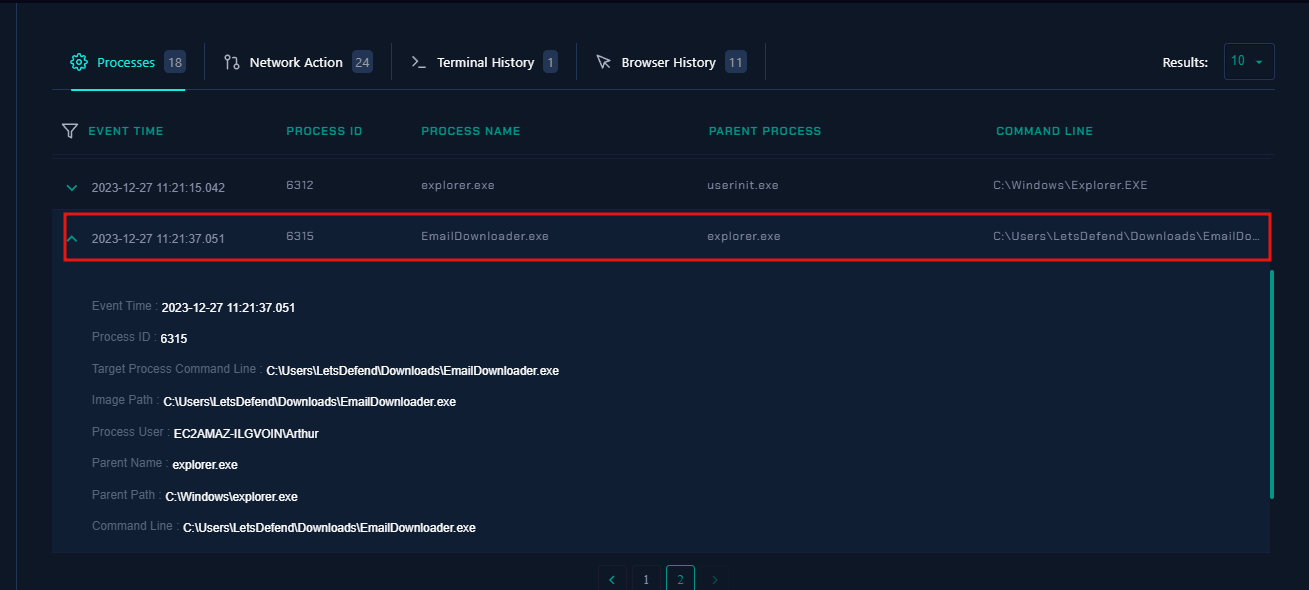 Processes 18 Network Action 24 Terminal History 1 Browser History 11 Results: 10
EVENT TIME PROCESS ID PROCESS NAME PARENT PROCESS COMMAND LINE
2023-12-27 11:21:15.042 6312 explorer.exe userinit.exe C:\Windows\Explorer.EXE
2023-12-27 11:21:37.051 6315 EmailDownloader.exe explorer.exe C:\Users\LetsDefend\Downloads\EmailDo...
Event Time : 2023-12-27 11:21:37.051
Process ID : 6315
Target Process Command Line : C:\Users\LetsDefend\Downloads\EmailDownloader.exe
Image Path : C:\Users\LetsDefend\Downloads\EmailDownloader.exe
Process User : EC2AMAZ-ILGVOIN\Arthur
Parent Name : explorer.exe
Parent Path : C:\Windows\explorer.exe
Command Line : C:\Users\LetsDefend\Downloads\EmailDownloader.exe
1 2